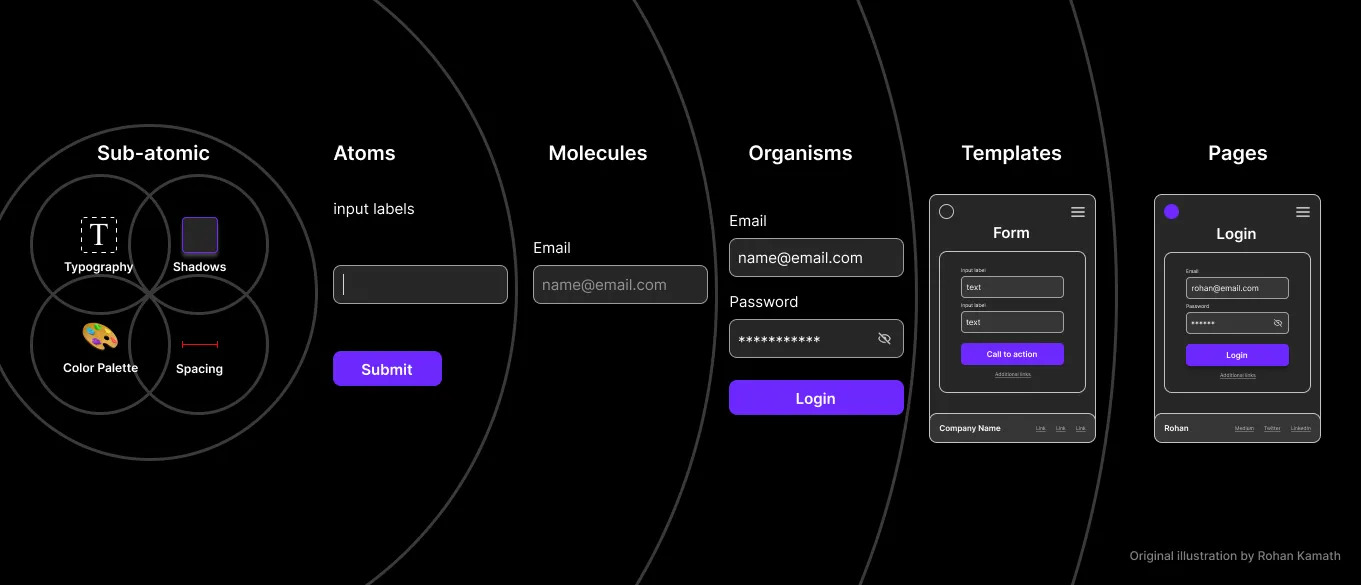 Sub-atomic
T
Typography
Shadows
Color Palette
Spacing
Atoms
input labels
Submit
Molecules
Email
name@email.com
Organisms
Email
name@email.com
Password
***********
Login
Templates
Form
Input label
text
Input label
text
Call to action
Additional links
Company Name
Link Link Link
Pages
Login
Email
rohan@email.com
Password
******
Login
Additional links
Rohan
Medium Twitter LinkedIn
Original illustration by Rohan Kamath